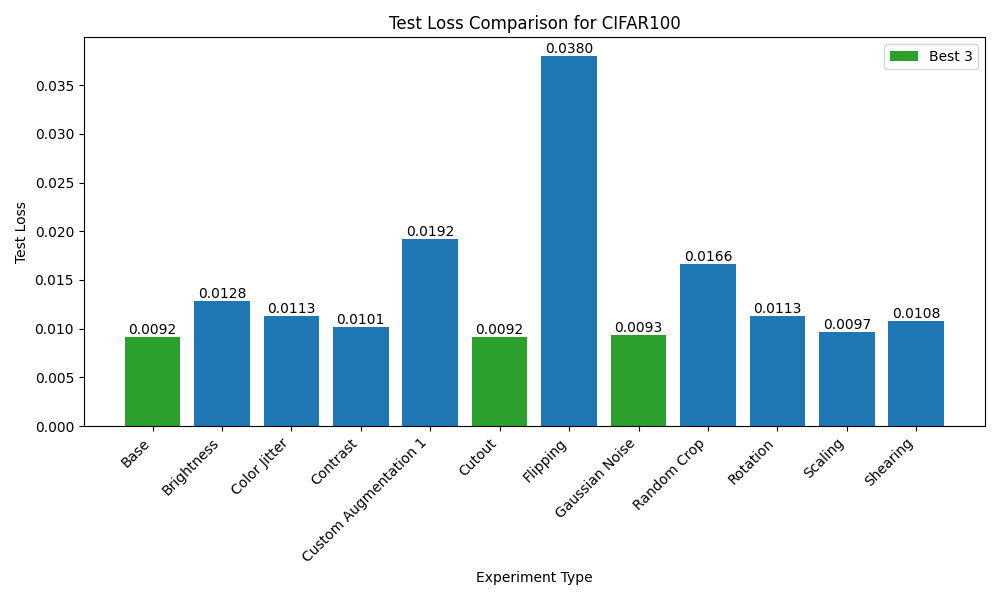 Test Loss Comparison for CIFAR100
Best 3
Test Loss
0.035
0.030
0.025
0.020
0.015
0.010
0.005
0.000
0.0092
0.0128
0.0113
0.0101
0.0192
0.0092
0.0380
0.0093
0.0166
0.0113
0.0097
0.0108
Base
Brightness
Color Jitter
Contrast
Custom Augmentation 1
Cutout
Flipping
Gaussian Noise
Random Crop
Rotation
Scaling
Shearing
Experiment Type